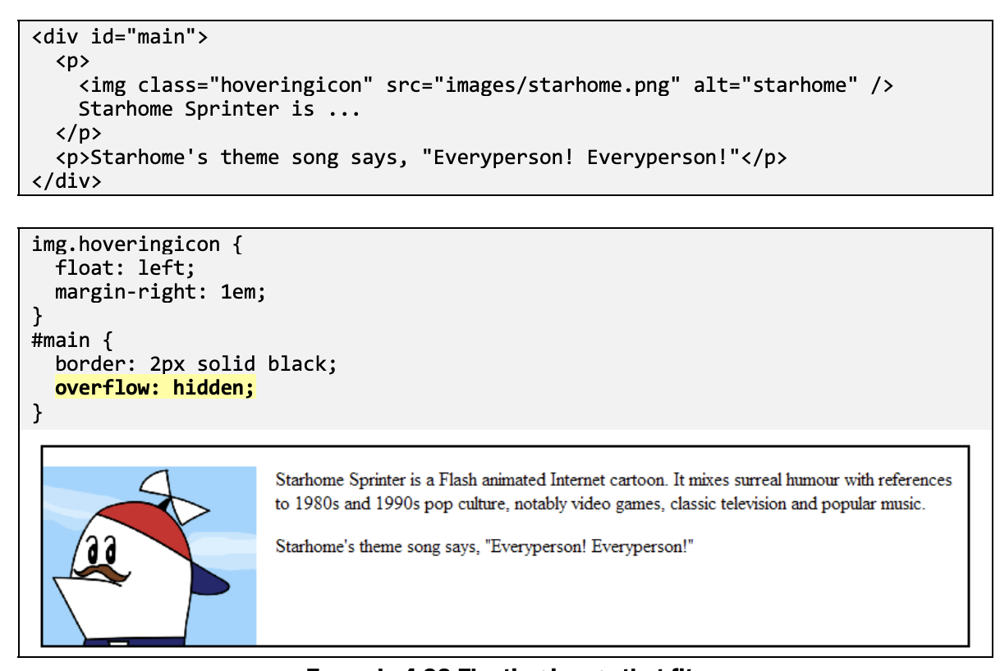 <div id="main">
  <p>
    <img class="hoveringicon" src="images/starhome.png" alt="starhome" />
    Starhome Sprinter is ...
  </p>
  <p>Starhome's theme song says, "Everyperson! Everyperson!"</p>
</div>
img.hoveringicon {
  float: left;
  margin-right: 1em;
}
#main {
  border: 2px solid black;
  overflow: hidden;
}
Starhome Sprinter is a Flash animated Internet cartoon. It mixes surreal humour with references
to 1980s and 1990s pop culture, notably video games, classic television and popular music.
Starhome's theme song says, "Everyperson! Everyperson!"